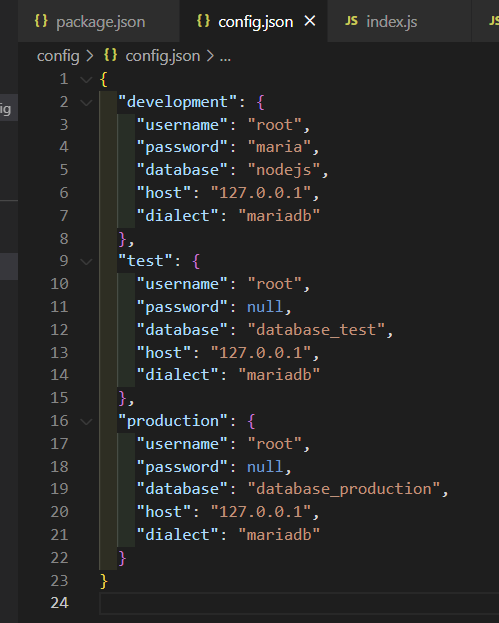 {} package.json
{} config.json ×
JS index.js
config > {} config.json > ...
ig
1 {
2 "development": {
3 "username": "root",
4 "password": "maria",
5 "database": "nodejs",
6 "host": "127.0.0.1",
7 "dialect": "mariadb"
8 },
9 "test": {
10 "username": "root",
11 "password": null,
12 "database": "database_test",
13 "host": "127.0.0.1",
14 "dialect": "mariadb"
15 },
16 "production": {
17 "username": "root",
18 "password": null,
19 "database": "database_production",
20 "host": "127.0.0.1",
21 "dialect": "mariadb"
22 }
23 }
24